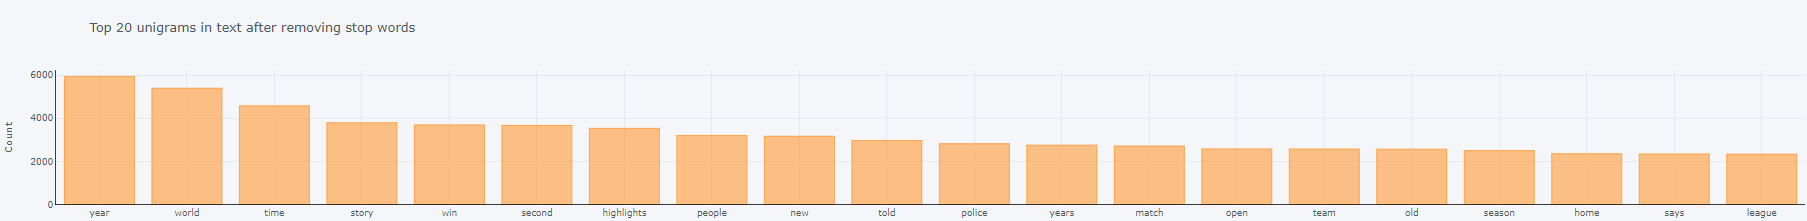 Top 20 unigrams in text after removing stop words
6000
4000
2000
0
Count
year world time story win second highlights people new told police years match open team old season home says league